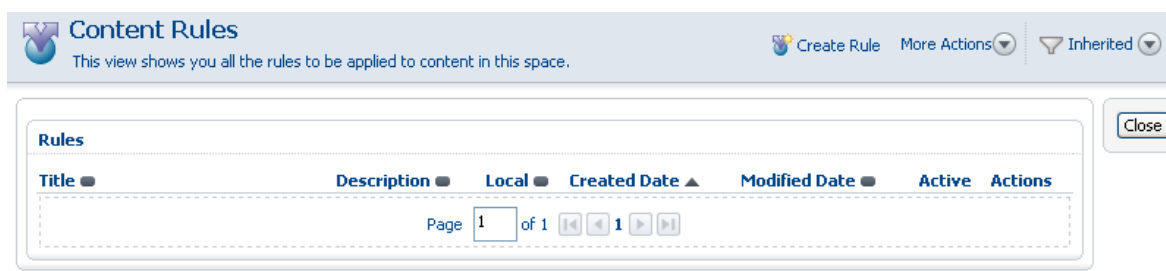 Content Rules
This view shows you all the rules to be applied to content in this space.
Create Rule More Actions Inherited
Close
Rules
Title Description Local Created Date Modified Date Active Actions
Page 1 of 1 1